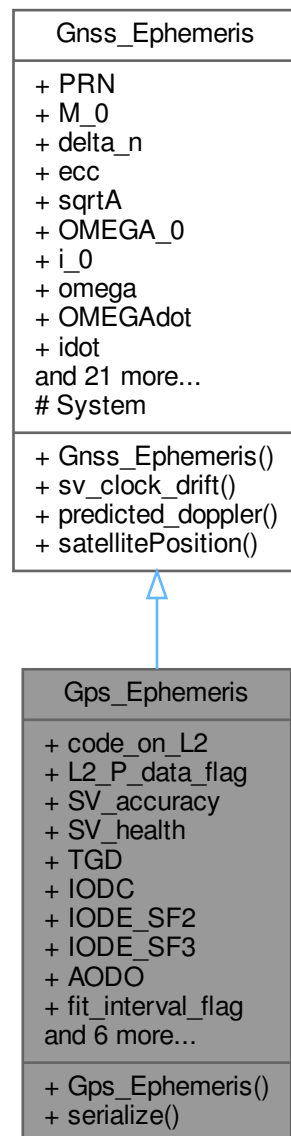 Gnss_Ephemeris
+ PRN
+ M_0
+ delta_n
+ ecc
+ sqrtA
+ OMEGA_0
+ i_0
+ omega
+ OMEGAdot
+ idot
and 21 more...
# System
+ Gnss_Ephemeris()
+ sv_clock_drift()
+ predicted_doppler()
+ satellitePosition()
Gps_Ephemeris
+ code_on_L2
+ L2_P_data_flag
+ SV_accuracy
+ SV_health
+ TGD
+ IODC
+ IODE_SF2
+ IODE_SF3
+ AODO
+ fit_interval_flag
and 6 more...
+ Gps_Ephemeris()
+ serialize()